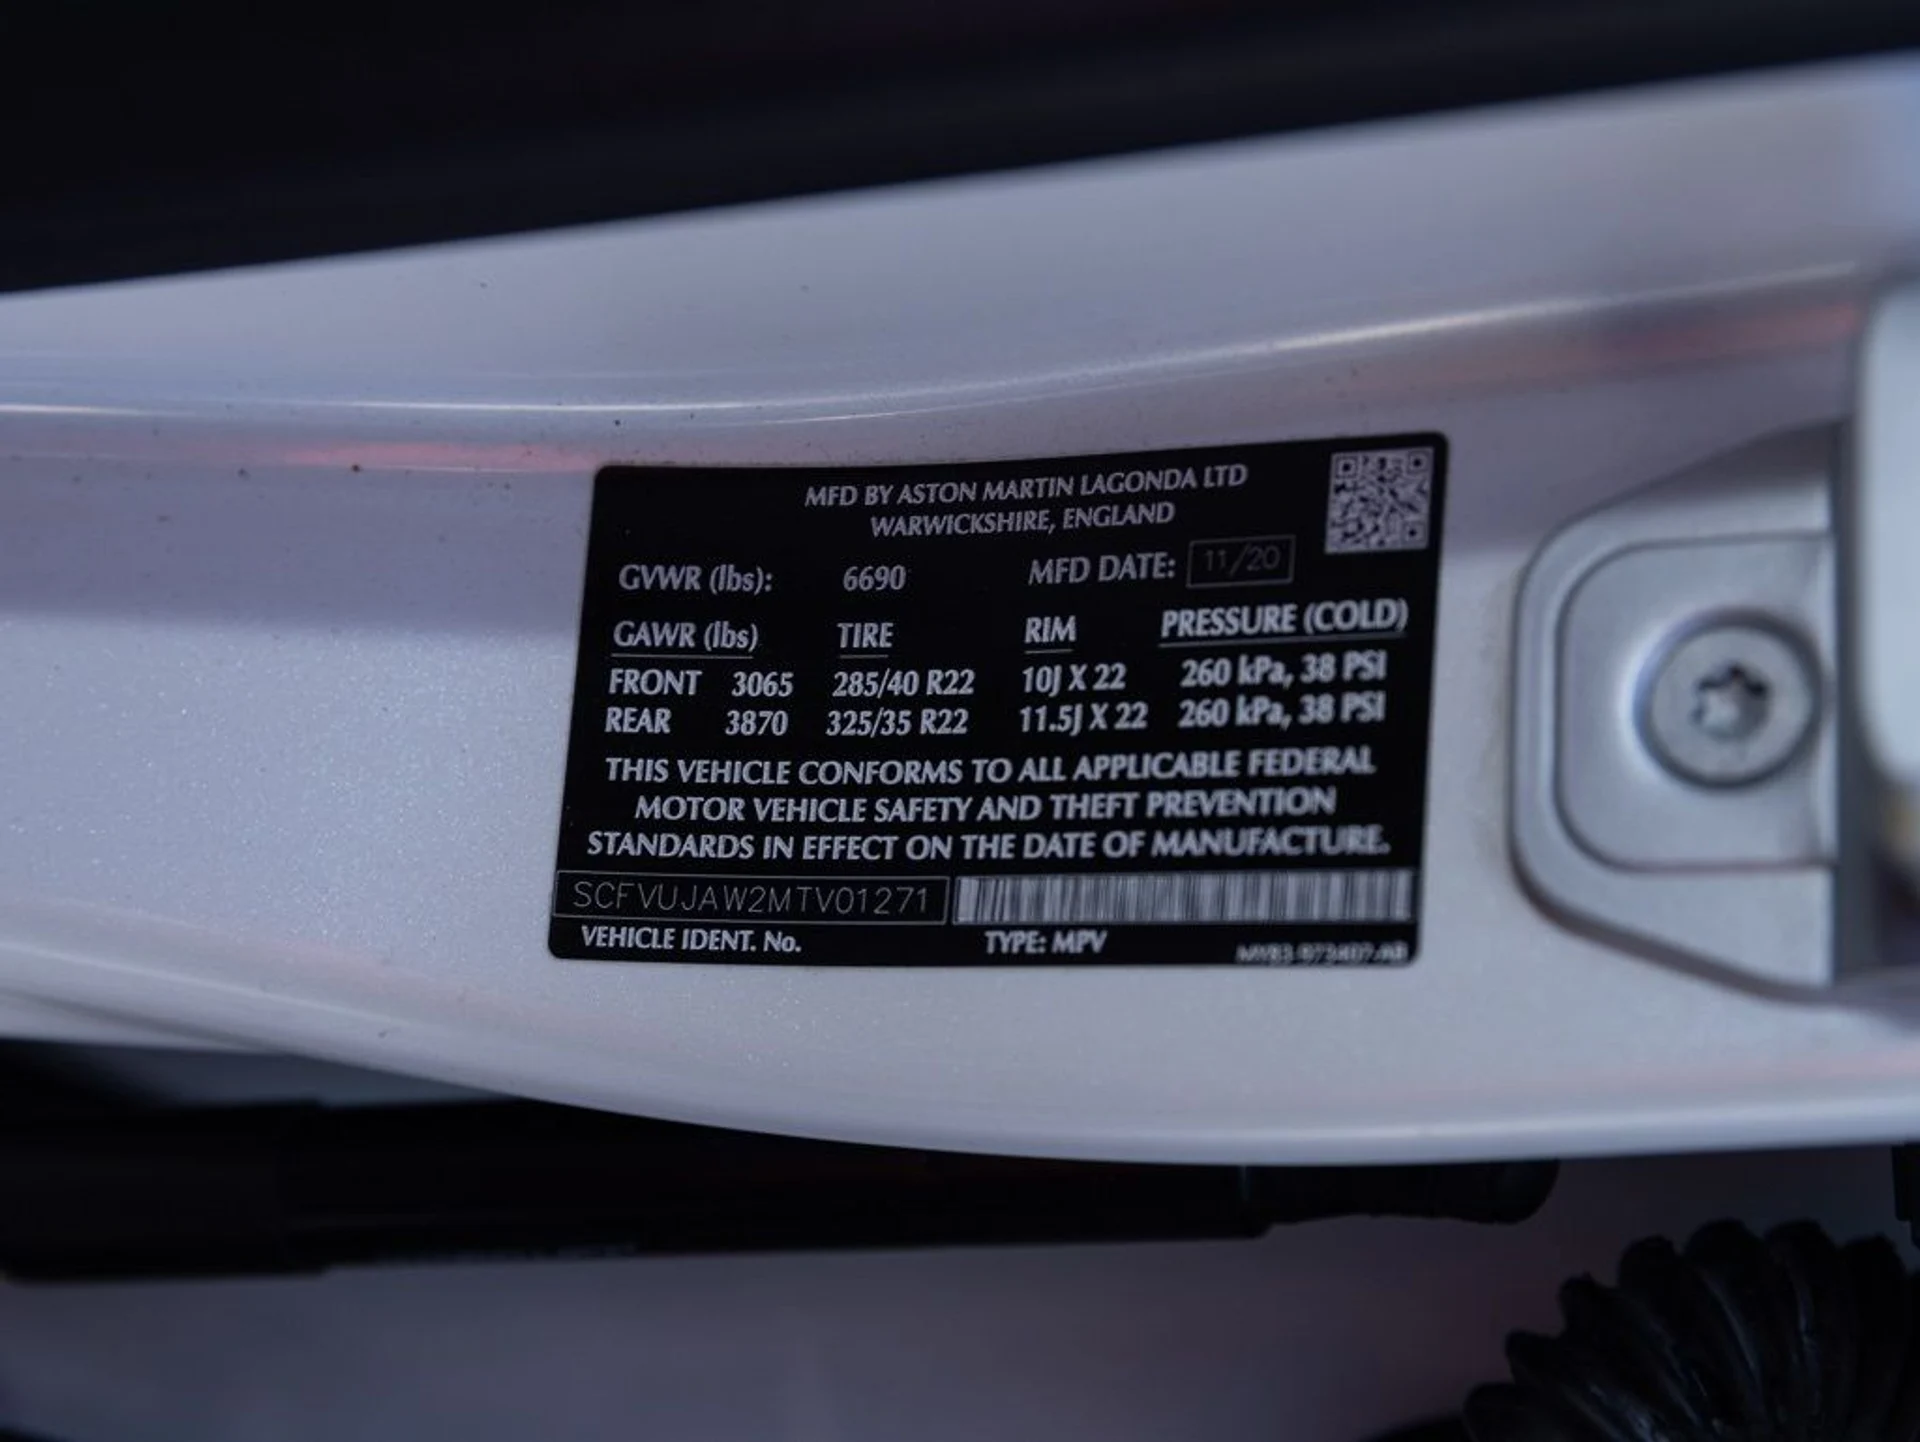 MFD BY ASTON MARTIN LAGONDA LTD
WARWICKSHIRE, ENGLAND
GVWR (lbs): 6690 MFD DATE: 11/20
GAWR (lbs) TIRE RIM PRESSURE (COLD)
FRONT 3065 285/40 R22 10J X 22 260 kPa, 38 PSI
REAR 3870 325/35 R22 11.5J X 22 260 kPa, 38 PSI
THIS VEHICLE CONFORMS TO ALL APPLICABLE FEDERAL
MOTOR VEHICLE SAFETY AND THEFT PREVENTION
STANDARDS IN EFFECT ON THE DATE OF MANUFACTURE.
SCFVUJAW2MTV01271
VEHICLE IDENT. No. TYPE: MPV